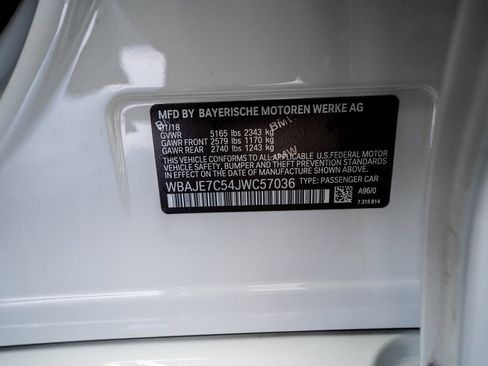 MFD BY BAYERISCHE MOTOREN WERKE AG
01/18
GVWR 5165 lbs 2343 kg
GAWR FRONT 2579 lbs 1170 kg
GAWR REAR 2740 lbs 1243 kg
THIS VEHICLE CONFORMS TO ALL APPLICABLE U.S.FEDERAL MOTOR
VEHICLE SAFETY, BUMPER AND THEFT PREVENTION STANDARDS
IN EFFECT ON THE DATE OF MANUFACTURE SHOWN ABOVE.
WBAJE7C54JWC57036 TYPE: PASSENGER CAR
A96/0
7 315 814